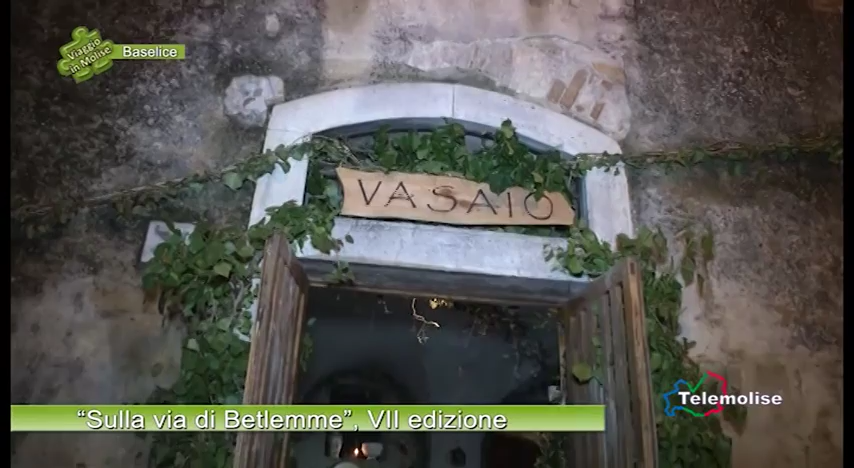 Viaggio
in Molise
Baselice
VASAIO
Telemolise
“Sulla via di Betlemme”, VII edizione